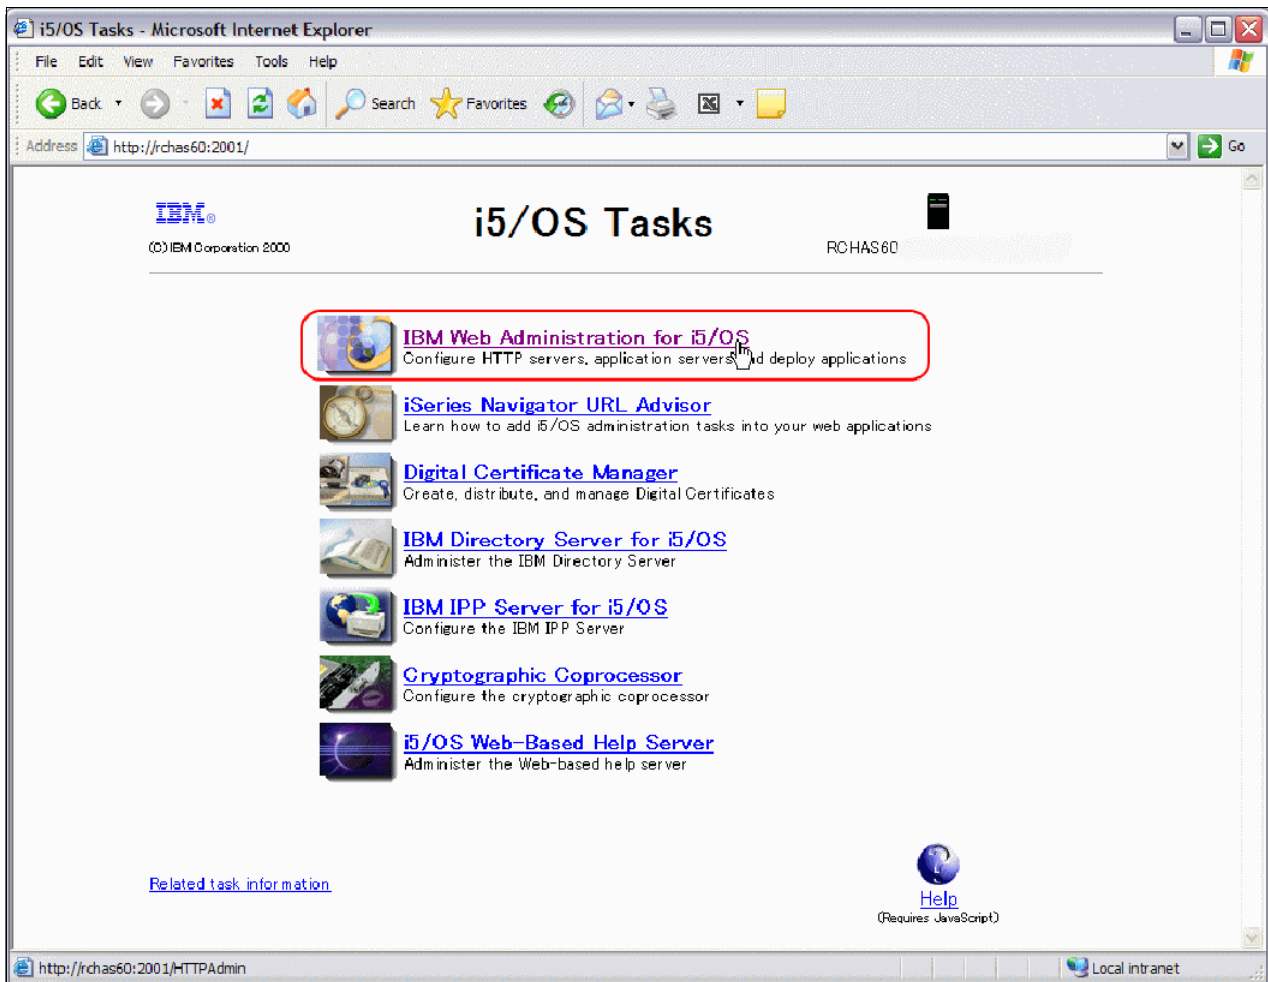 i5/OS Tasks - Microsoft Internet Explorer
File Edit View Favorites Tools Help
Back Search Favorites
Address http://rchas60:2001/ Go
IBM®
i5/OS Tasks
(C) IBM Corporation 2000
RCHAS60
IBM Web Administration for i5/OS
Configure HTTP servers, application servers and deploy applications
iSeries Navigator URL Advisor
Learn how to add i5/OS administration tasks into your web applications
Digital Certificate Manager
Create, distribute, and manage Digital Certificates
IBM Directory Server for i5/OS
Administer the IBM Directory Server
IBM IPP Server for i5/OS
Configure the IBM IPP Server
Cryptographic Coprocessor
Configure the cryptographic coprocessor
i5/OS Web-Based Help Server
Administer the Web-based help server
Related task information
Help
(Requires JavaScript)
http://rchas60:2001/HTTPAdmin Local intranet